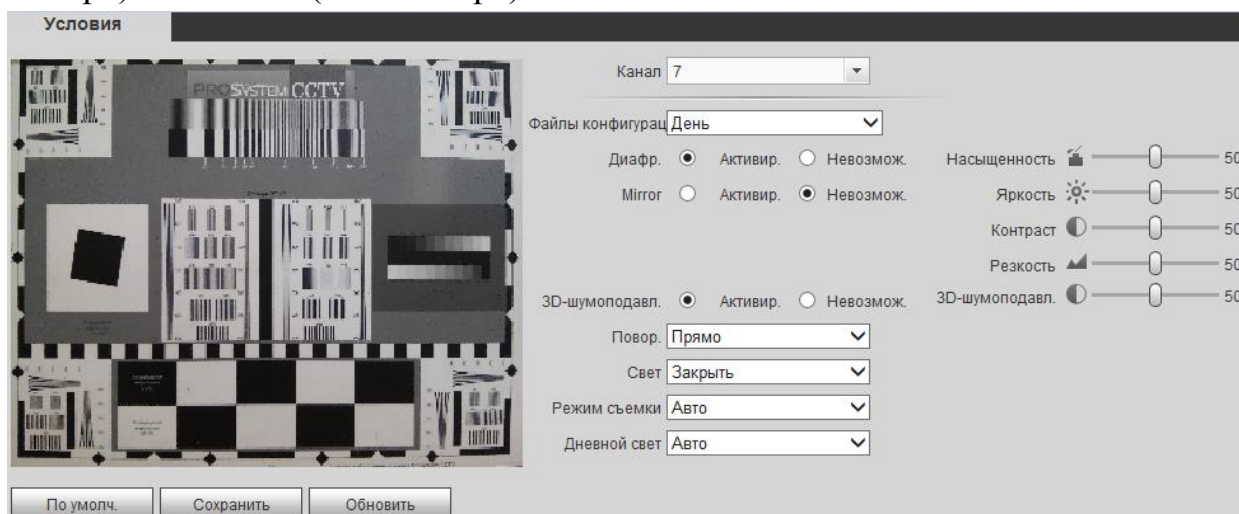 Условия
PROSYSTEM CCTV
Канал 7
Файлы конфигурац День
Диафр. Активир. Невозмож.
Насыщенность 50
Mirror Активир. Невозмож.
Яркость 50
Контраст 50
Резкость 50
3D-шумоподавл. Активир. Невозмож.
3D-шумоподавл. 50
Повор. Прямо
Свет Закрыть
Режим съемки Авто
Дневной свет Авто
По умолч. Сохранить Обновить